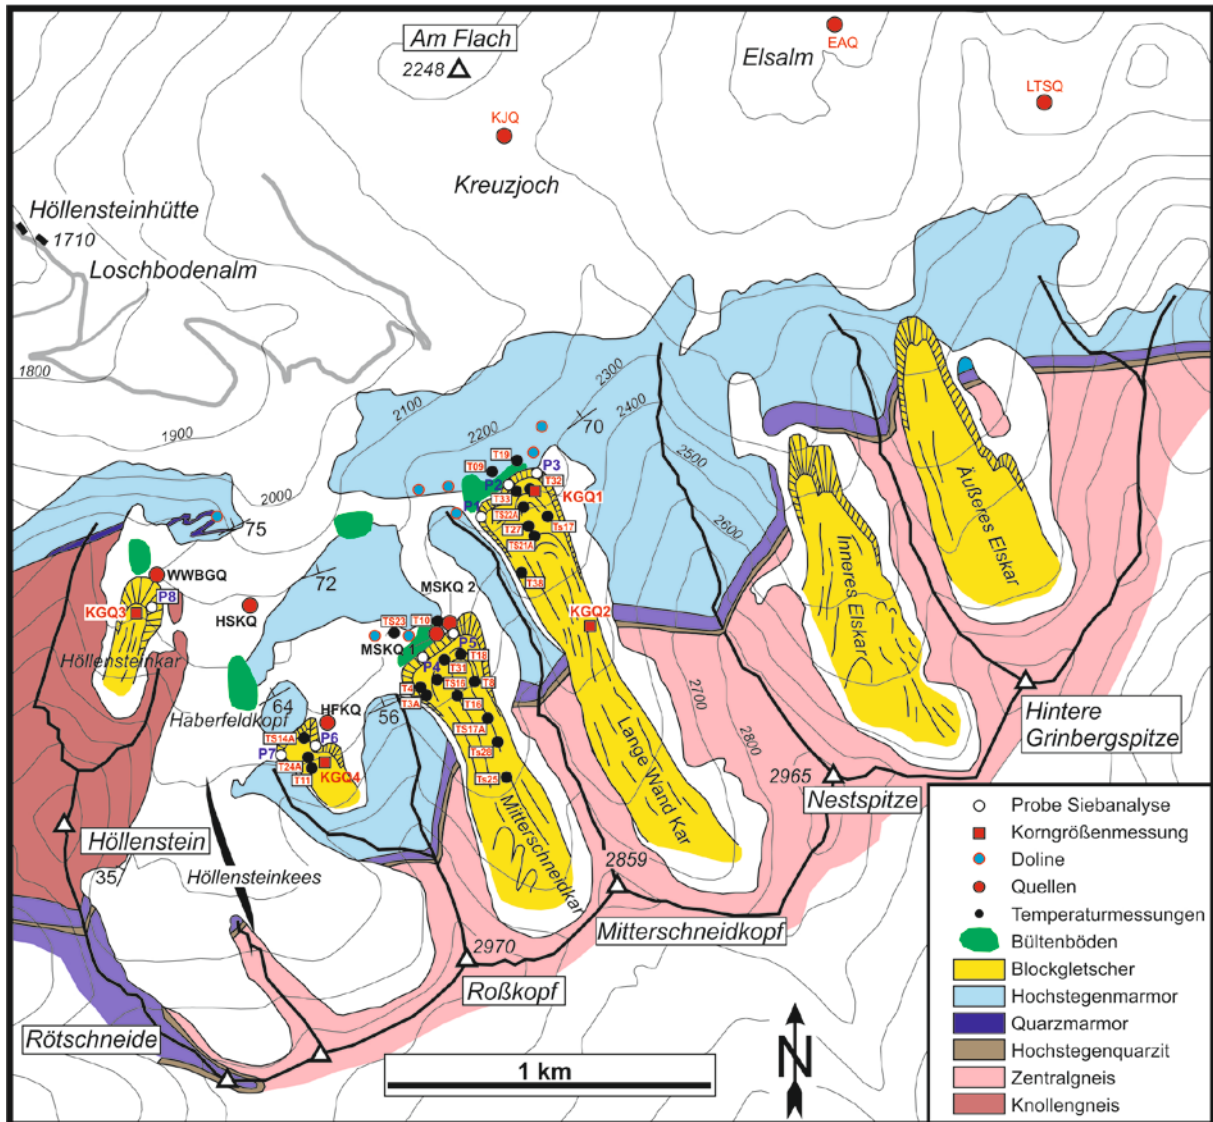 Am Flach
2248
Elsalm
EAQ
LTSQ
KJQ
Kreuzjoch
Höllensteinhütte
1710
Loschbodenalm
1800
1900
2000
2100
2200
2300
2400
2500
2600
2700
2800
70
75
72
64
56
35
T19
T09
P3
P2
T32
P1
T33
KGQ1
TS22A
Ts17
T27
TS21A
T38
KGQ2
WWBGQ
P8
KGQ3
HSKQ
Höllensteinkar
MSKQ 2
TS23
T10
MSKQ 1
P5
P4
T18
T31
T4
TS16
T8
T3A
T16
TS17A
Ts28
Ts25
Haberfeldkopf
HFKQ
TS14A
P6
P7
T24A
T11
KGQ4
Mitterschneidkar
Lange Wand Kar
Inneres Elskar
Äußeres Elskar
Hintere
Grinbergspitze
2965
Nestspitze
2859
Mitterschneidkopf
2970
Roßkopf
Höllenstein
Höllensteinkees
Rötschneide
1 km
N
Probe Siebanalyse
Korngrößenmessung
Doline
Quellen
Temperaturmessungen
Bültenböden
Blockgletscher
Hochstegenmarmor
Quarzmarmor
Hochstegenquarzit
Zentralgneis
Knollengneis